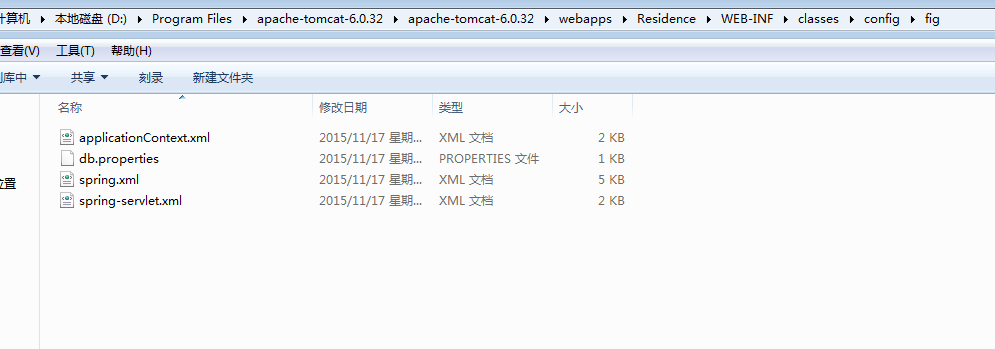 计算机 ▸ 本地磁盘 (D:) ▸ Program Files ▸ apache-tomcat-6.0.32 ▸ apache-tomcat-6.0.32 ▸ webapps ▸ Residence ▸ WEB-INF ▸ classes ▸ config ▸ fig
查看(V) 工具(T) 帮助(H)
库中 共享 刻录 新建文件夹
名称 修改日期 类型 大小
applicationContext.xml 2015/11/17 星期... XML 文档 2 KB
db.properties 2015/11/17 星期... PROPERTIES 文件 1 KB
spring.xml 2015/11/17 星期... XML 文档 5 KB
位置
spring-servlet.xml 2015/11/17 星期... XML 文档 2 KB